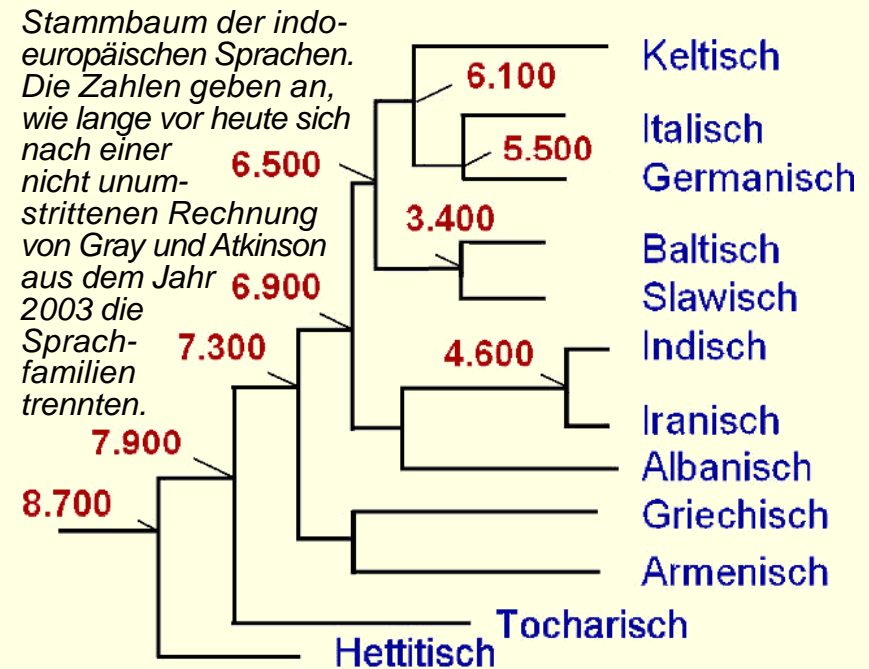 Stammbaum der indo-
europäischen Sprachen.
Die Zahlen geben an,
wie lange vor heute sich
nach einer
nicht unum-
strittenen Rechnung
von Gray und Atkinson
aus dem Jahr
2003 die
Sprach-
familien
trennten.
Keltisch
6.100
Italisch
5.500
6.500
Germanisch
3.400
Baltisch
6.900
Slawisch
7.300
4.600
Indisch
Iranisch
7.900
Albanisch
8.700
Griechisch
Armenisch
Tocharisch
Hettitisch